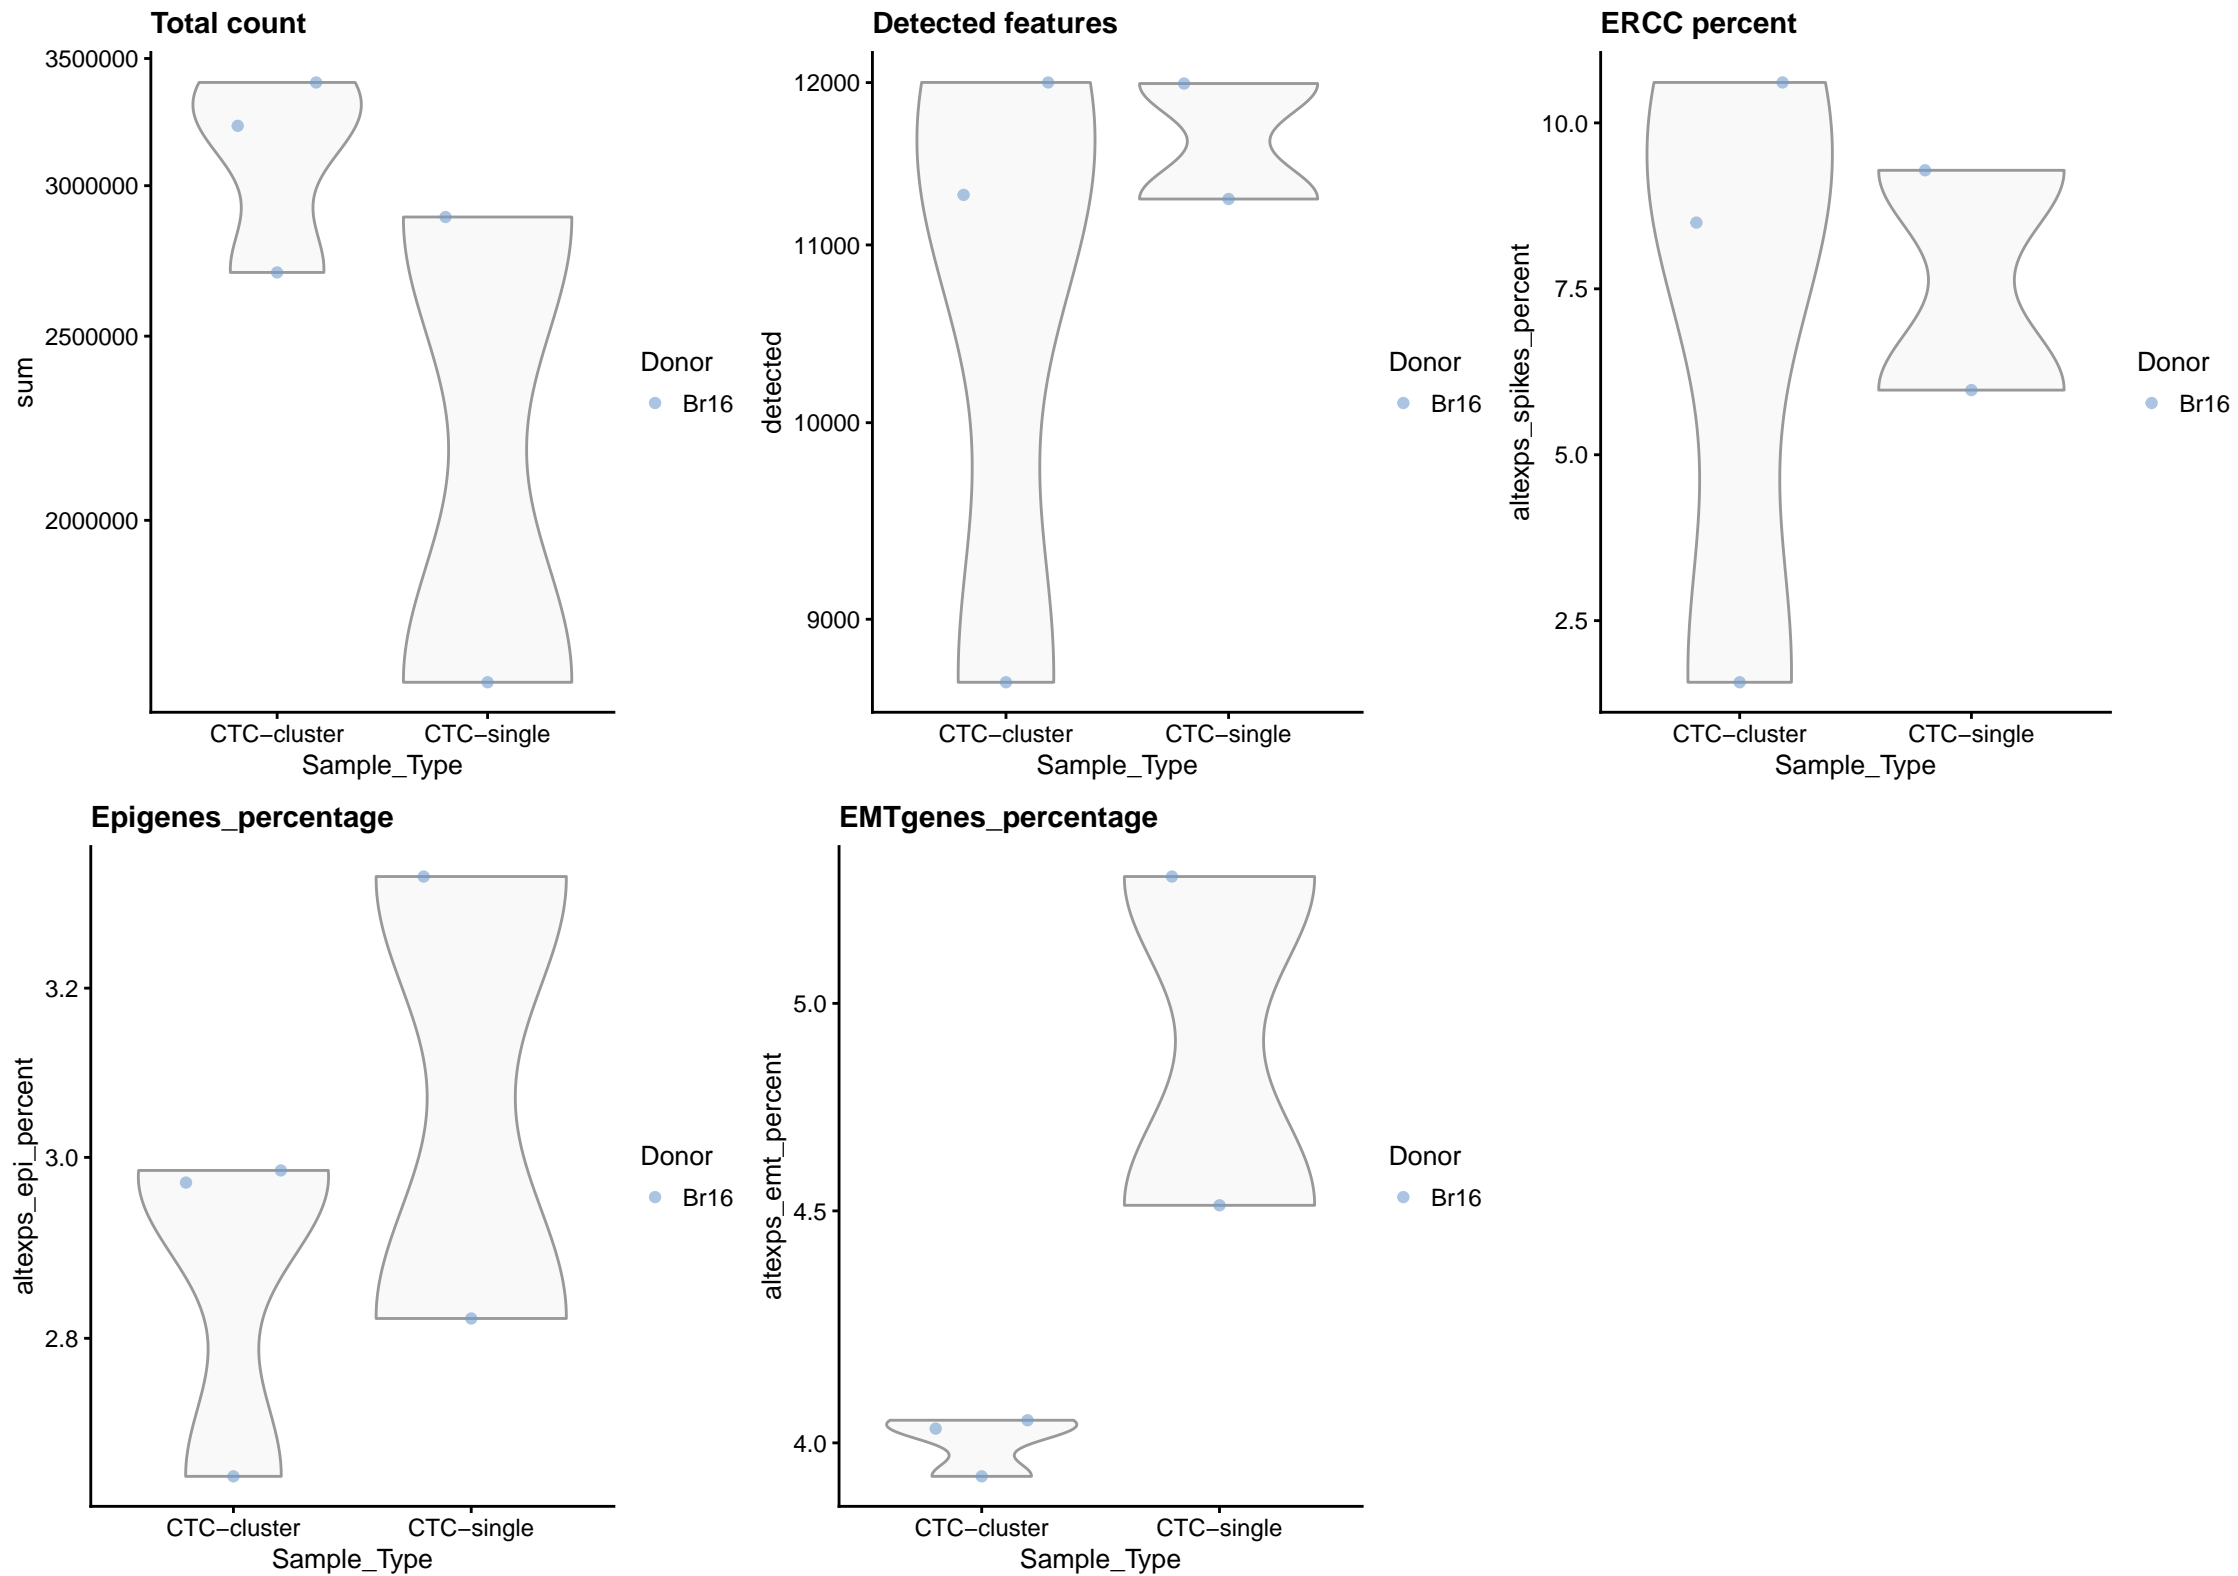 Total count
3500000
3000000
2500000
2000000
sum
CTC−cluster CTC−single
Sample_Type
Donor
Br16
Detected features
12000
11000
10000
9000
detected
CTC−cluster CTC−single
Sample_Type
Donor
Br16
ERCC percent
10.0
7.5
5.0
2.5
altexps_spikes_percent
CTC−cluster CTC−single
Sample_Type
Donor
Br16
Epigenes_percentage
3.2
3.0
2.8
altexps_epi_percent
CTC−cluster CTC−single
Sample_Type
Donor
Br16
EMTgenes_percentage
5.0
4.5
4.0
altexps_emt_percent
CTC−cluster CTC−single
Sample_Type
Donor
Br16